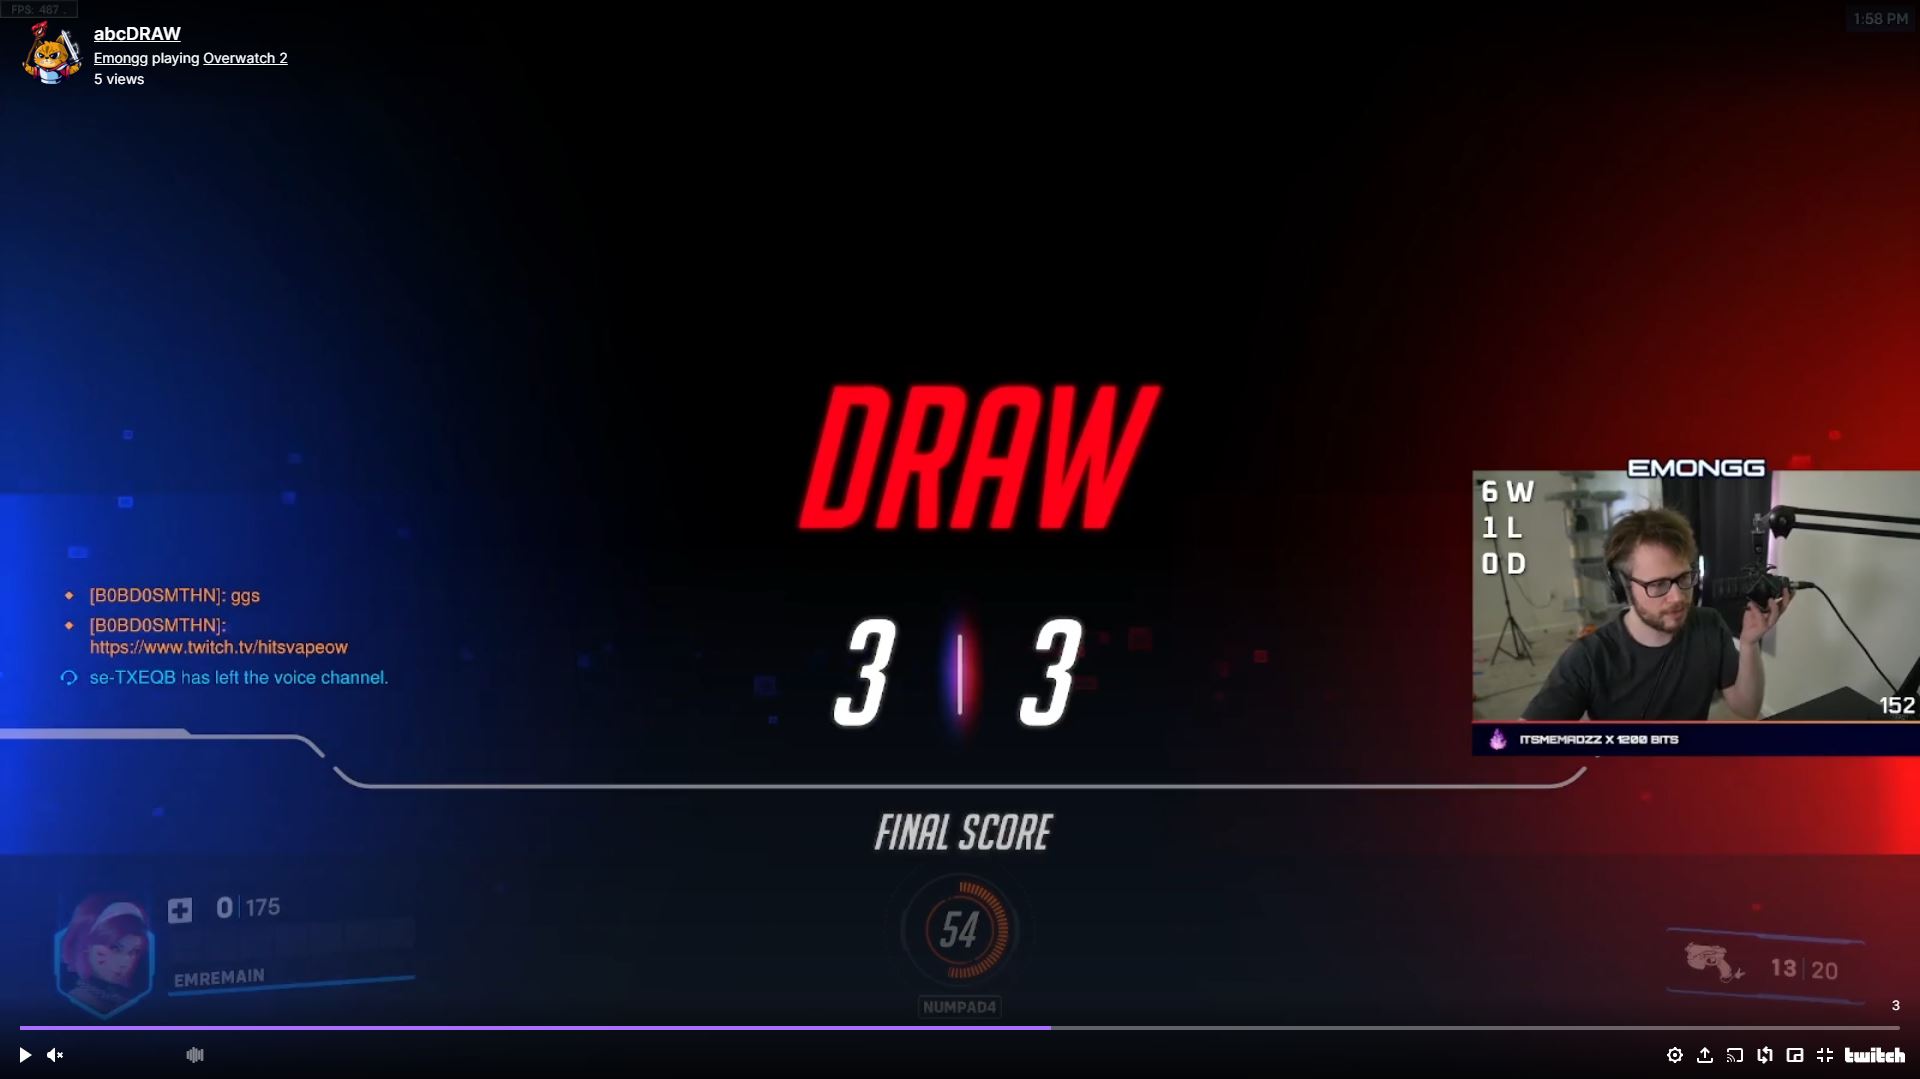 FPS: 487
1:58 PM
abcDRAW
Emongg playing Overwatch 2
5 views
DRAW
EMONGG
6 W
1 L
0 D
[B0BD0SMTHN]: ggs
[B0BD0SMTHN]:
https://www.twitch.tv/hitsvapeow
se-TXEQB has left the voice channel.
3 3
152
ITSMEMADZZ X 1200 BITS
FINAL SCORE
0 175
54
EMREMAIN
13 20
NUMPAD4
3
twitch